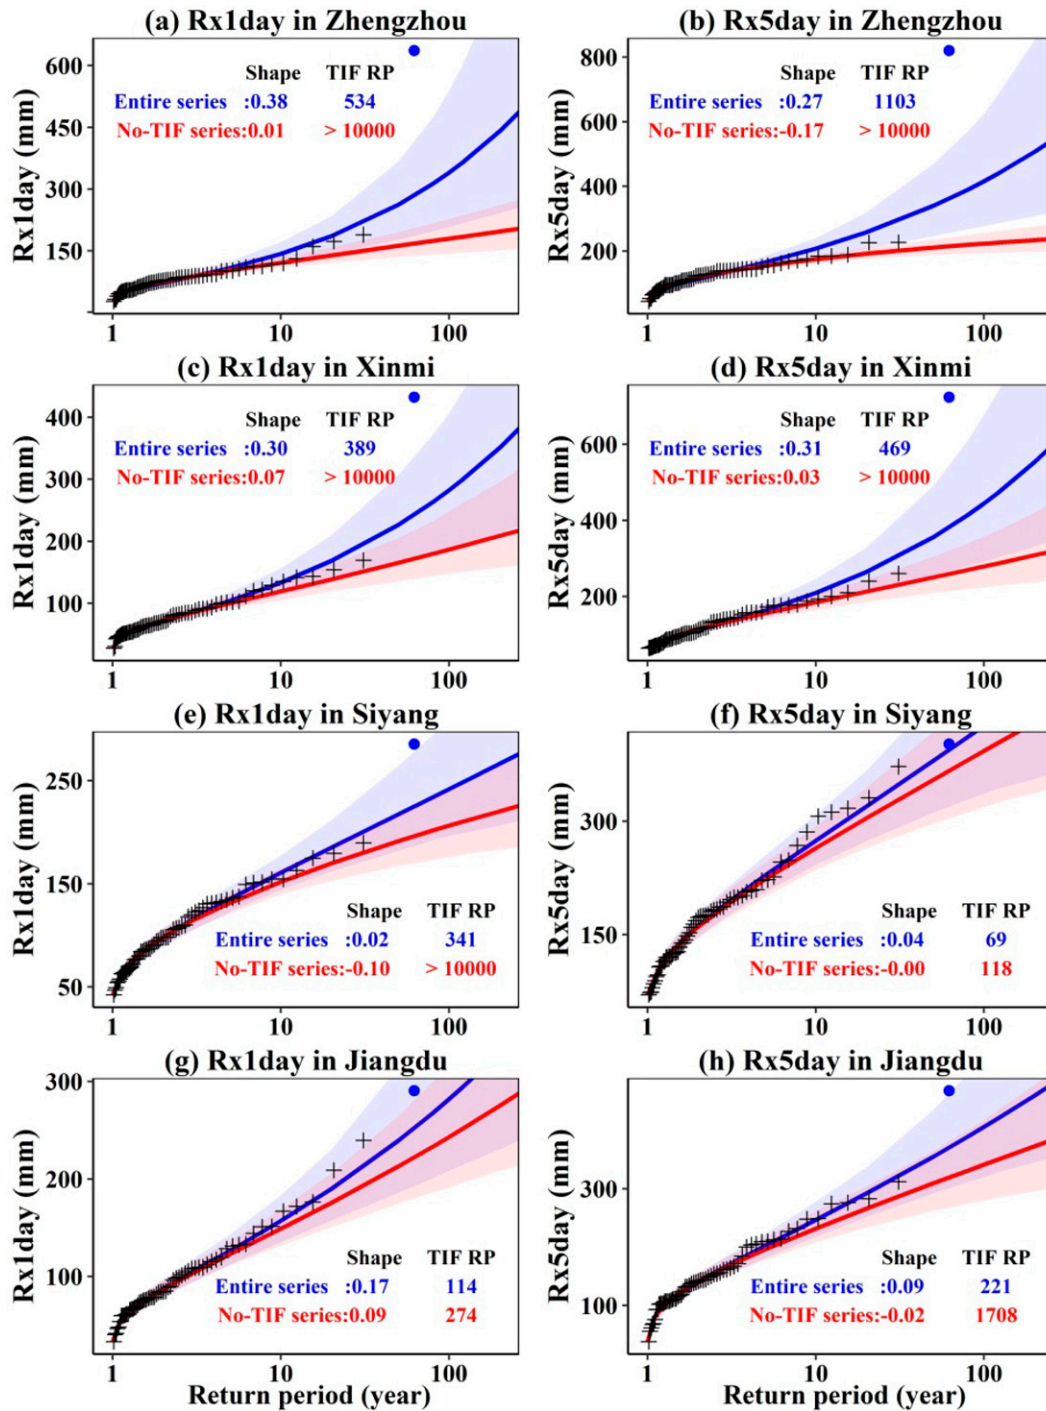 (a) Rx1day in Zhengzhou
(b) Rx5day in Zhengzhou
Rx1day (mm)
600
450
300
150
Shape TIF RP
Entire series :0.38 534
No-TIF series:0.01 > 10000
1 10 100
Rx5day (mm)
800
600
400
200
Shape TIF RP
Entire series :0.27 1103
No-TIF series:-0.17 > 10000
1 10 100
(c) Rx1day in Xinmi
(d) Rx5day in Xinmi
Rx1day (mm)
400
300
200
100
Shape TIF RP
Entire series :0.30 389
No-TIF series:0.07 > 10000
1 10 100
Rx5day (mm)
600
400
200
Shape TIF RP
Entire series :0.31 469
No-TIF series:0.03 > 10000
1 10 100
(e) Rx1day in Siyang
(f) Rx5day in Siyang
Rx1day (mm)
250
150
50
Shape TIF RP
Entire series :0.02 341
No-TIF series:-0.10 > 10000
1 10 100
Rx5day (mm)
300
150
Shape TIF RP
Entire series :0.04 69
No-TIF series:-0.00 118
1 10 100
(g) Rx1day in Jiangdu
(h) Rx5day in Jiangdu
Rx1day (mm)
300
200
100
Shape TIF RP
Entire series :0.17 114
No-TIF series:0.09 274
1 10 100
Return period (year)
Rx5day (mm)
300
100
Shape TIF RP
Entire series :0.09 221
No-TIF series:-0.02 1708
1 10 100
Return period (year)